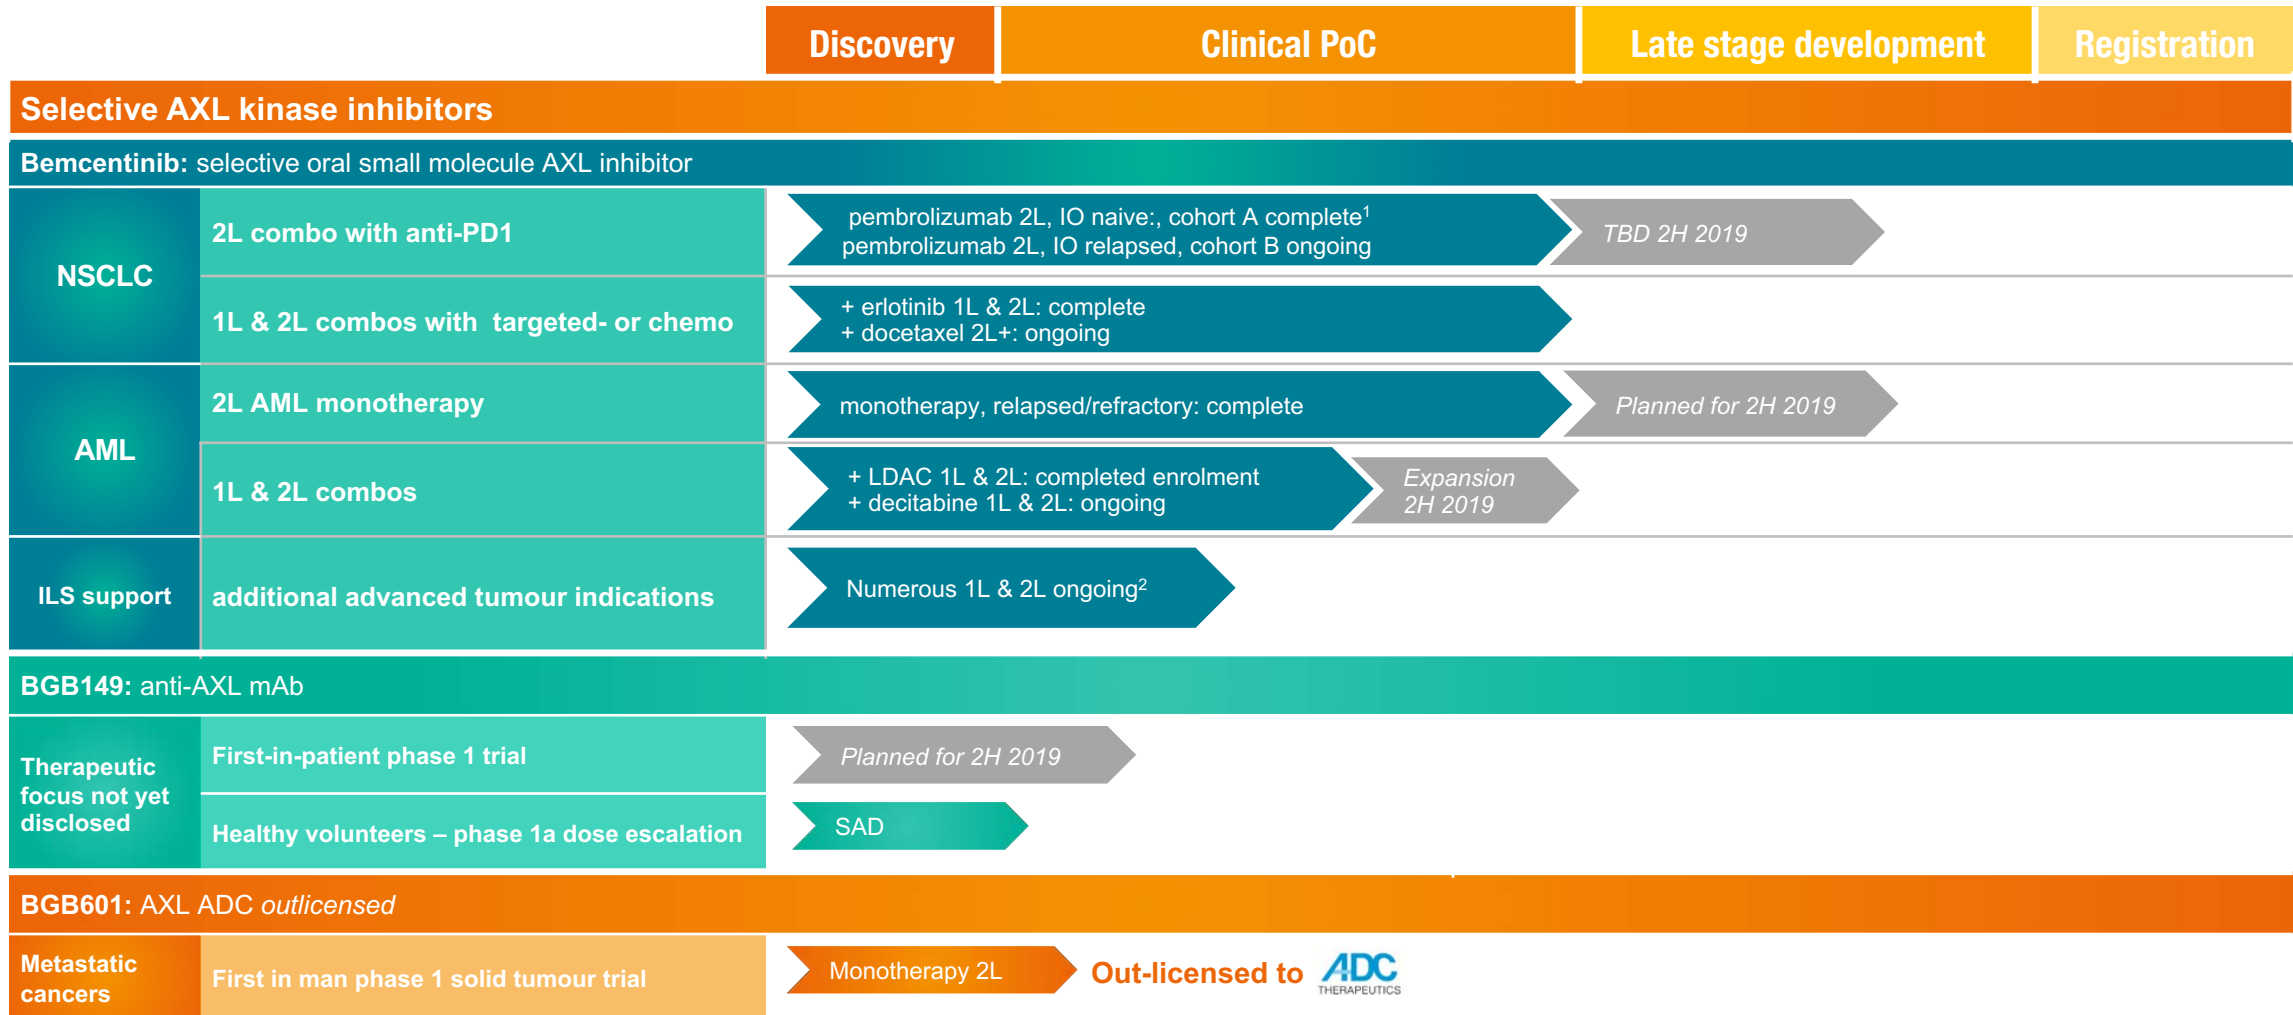 Discovery
Clinical PoC
Late stage development
Registration
Selective AXL kinase inhibitors
Bemcentinib: selective oral small molecule AXL inhibitor
NSCLC
2L combo with anti-PD1
pembrolizumab 2L, IO naive:, cohort A complete¹
pembrolizumab 2L, IO relapsed, cohort B ongoing
TBD 2H 2019
1L & 2L combos with targeted- or chemo
+ erlotinib 1L & 2L: complete
+ docetaxel 2L+: ongoing
AML
2L AML monotherapy
monotherapy, relapsed/refractory: complete
Planned for 2H 2019
1L & 2L combos
+ LDAC 1L & 2L: completed enrolment
+ decitabine 1L & 2L: ongoing
Expansion
2H 2019
ILS support
additional advanced tumour indications
Numerous 1L & 2L ongoing²
BGB149: anti-AXL mAb
Therapeutic
focus not yet
disclosed
First-in-patient phase 1 trial
Planned for 2H 2019
Healthy volunteers – phase 1a dose escalation
SAD
BGB601: AXL ADC outlicensed
Metastatic
cancers
First in man phase 1 solid tumour trial
Monotherapy 2L
Out-licensed to
ADC
THERAPEUTICS